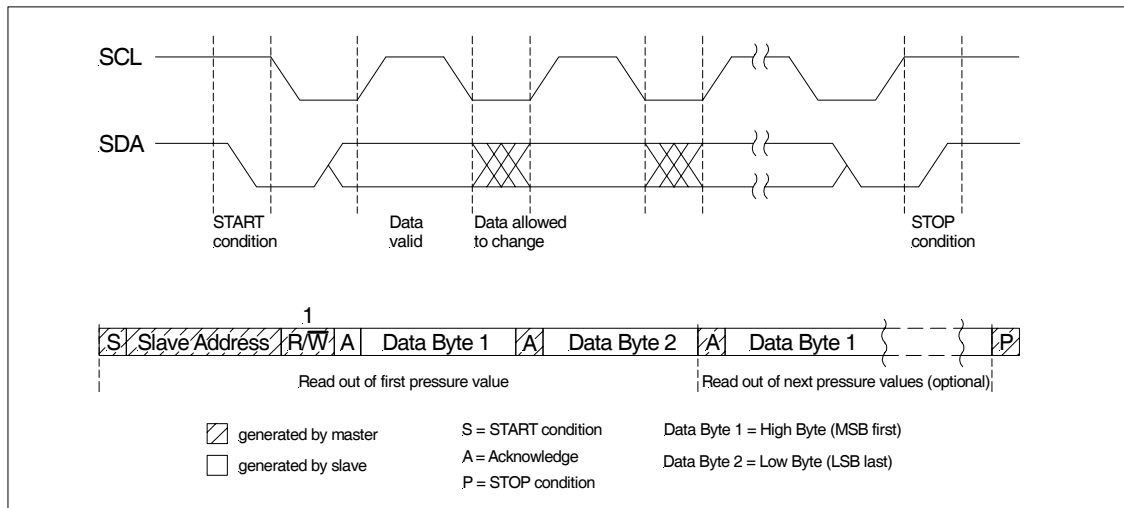 SCL
SDA
START condition
Data valid
Data allowed to change
STOP condition
1
S Slave Address R/W̅ A Data Byte 1 A Data Byte 2 A Data Byte 1 P
Read out of first pressure value
Read out of next pressure values (optional)
generated by master
generated by slave
S = START condition
A = Acknowledge
P = STOP condition
Data Byte 1 = High Byte (MSB first)
Data Byte 2 = Low Byte (LSB last)